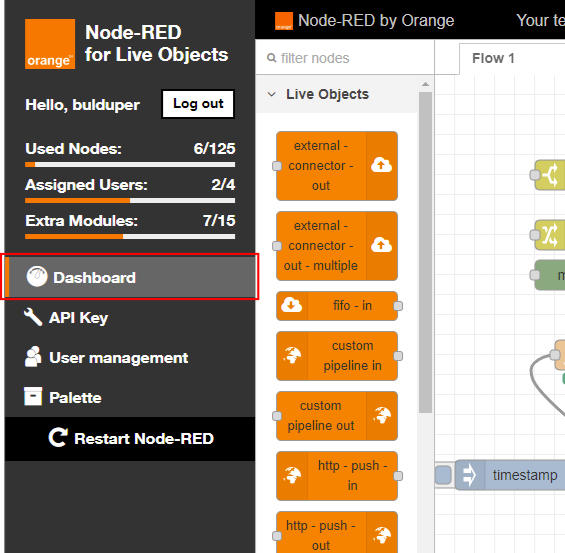 orange™
Node-RED
for Live Objects
Hello, bulduper
Log out
Used Nodes: 6/125
Assigned Users: 2/4
Extra Modules: 7/15
Dashboard
API Key
User management
Palette
Restart Node-RED
orange
Node-RED by Orange
Your te
filter nodes
Live Objects
external -
connector -
out
external -
connector -
out - multiple
fifo - in
custom
pipeline in
custom
pipeline out
http - push -
in
http - push -
out
Flow 1
m
timestamp